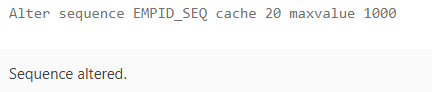 Alter sequence EMPID_SEQ cache 20 maxvalue 1000
Sequence altered.